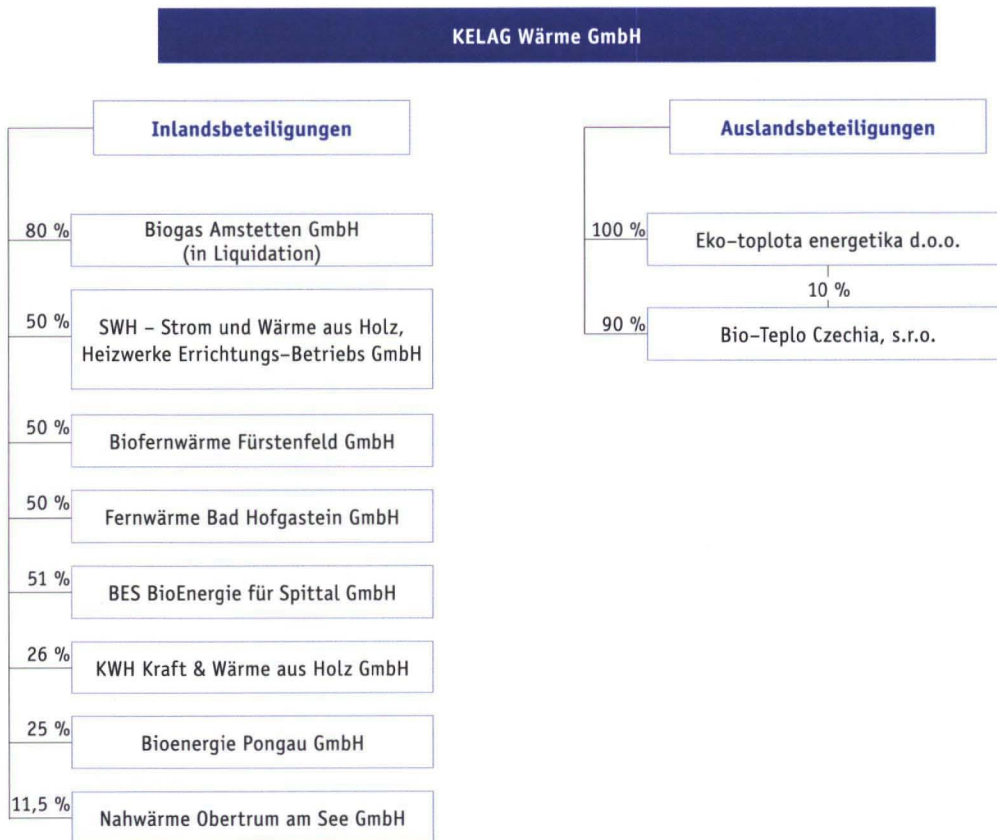 KELAG Wärme GmbH
Inlandsbeteiligungen
80 %
Biogas Amstetten GmbH
(in Liquidation)
50 %
SWH – Strom und Wärme aus Holz,
Heizwerke Errichtungs–Betriebs GmbH
50 %
Biofernwärme Fürstenfeld GmbH
50 %
Fernwärme Bad Hofgastein GmbH
51 %
BES BioEnergie für Spittal GmbH
26 %
KWH Kraft & Wärme aus Holz GmbH
25 %
Bioenergie Pongau GmbH
11,5 %
Nahwärme Obertrum am See GmbH
Auslandsbeteiligungen
100 %
Eko–toplota energetika d.o.o.
10 %
90 %
Bio–Teplo Czechia, s.r.o.